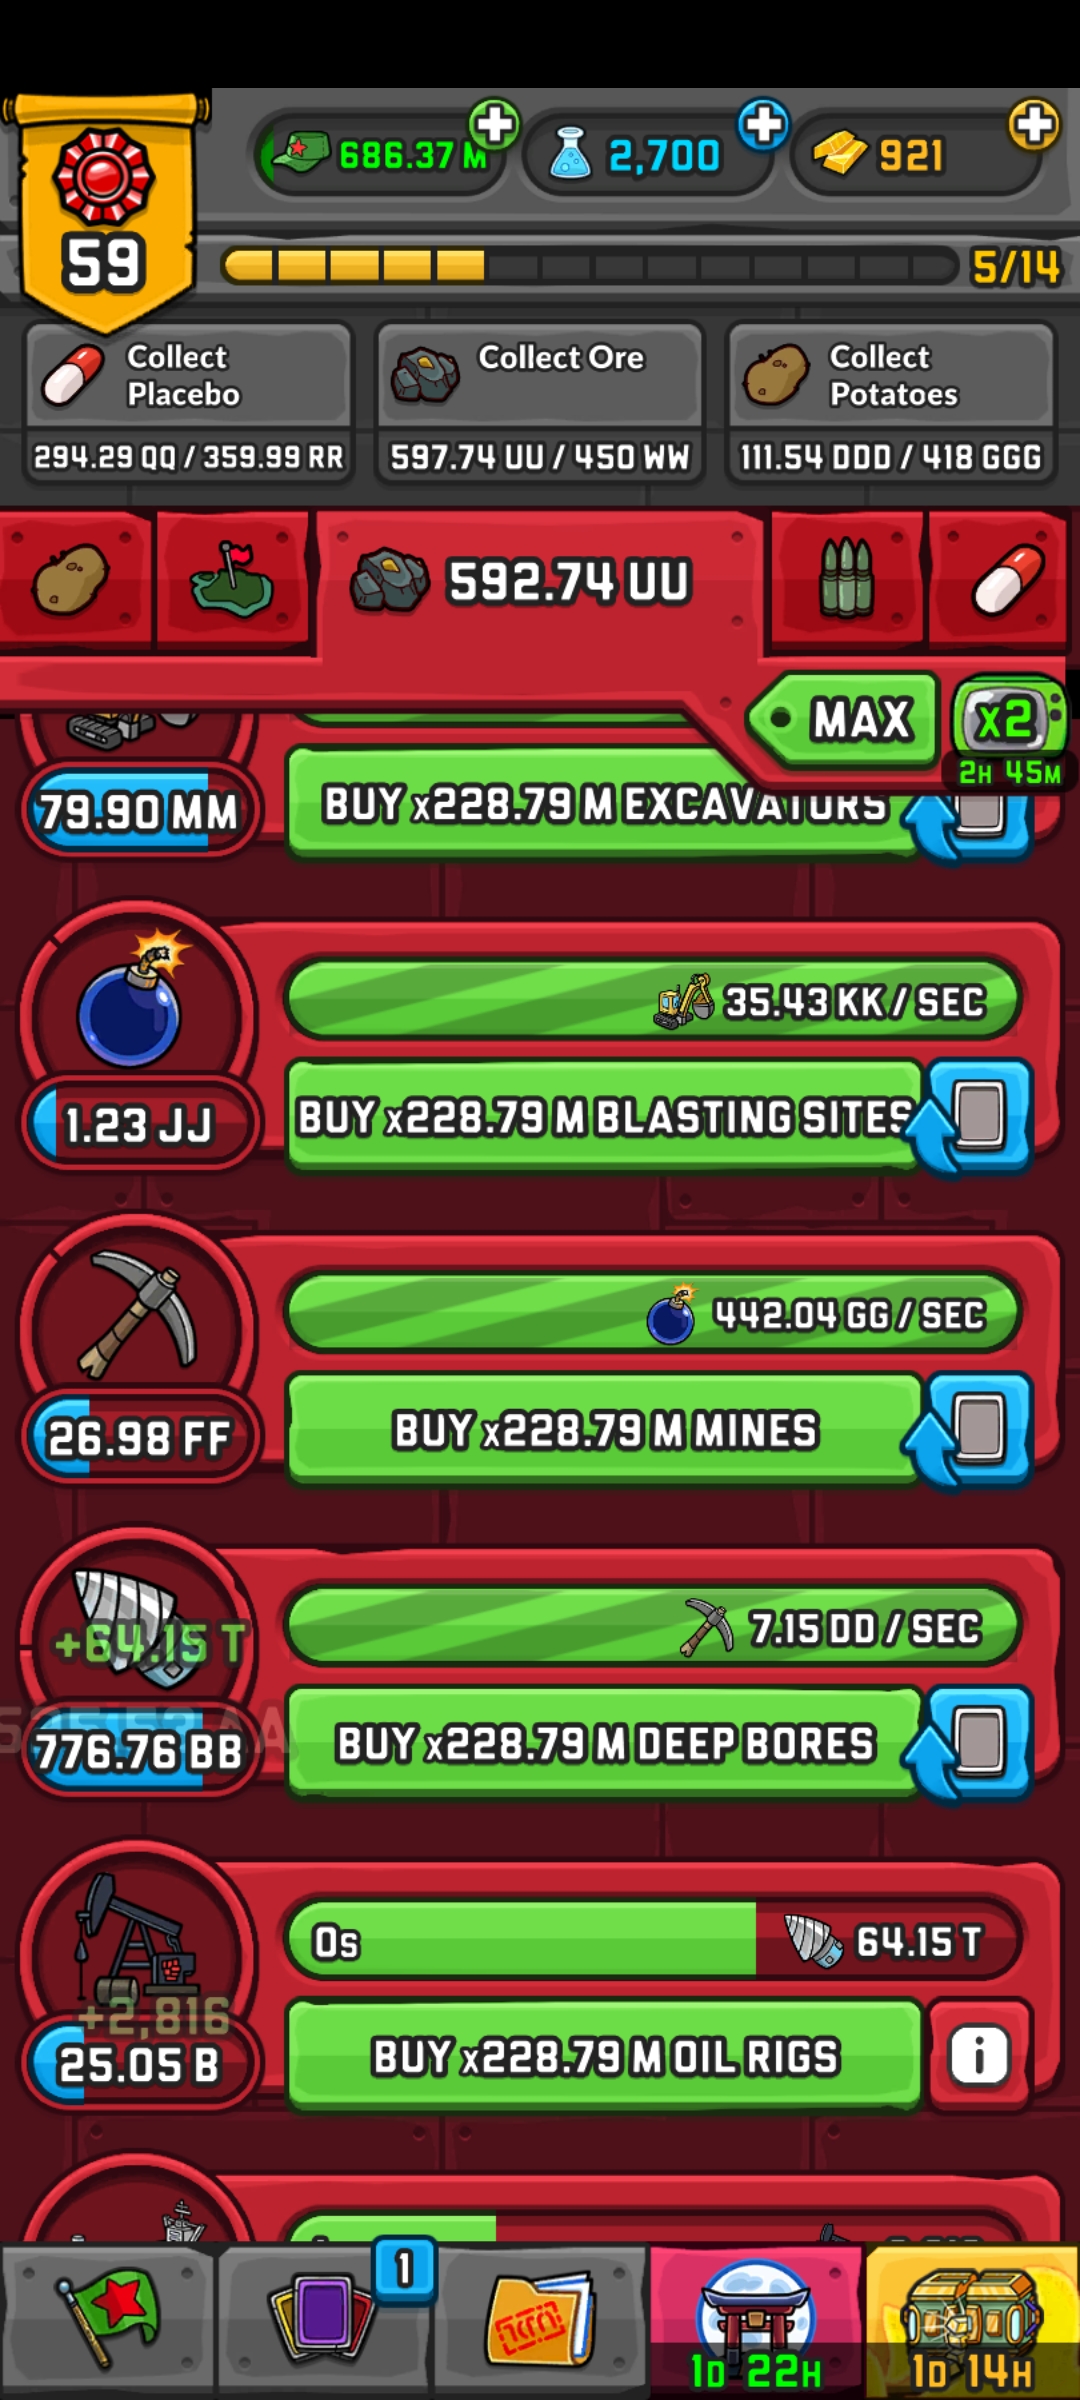 686.37 M
2,700
921
59
5/14
Collect
Placebo
294.29 QQ / 359.99 RR
Collect Ore
597.74 UU / 450 WW
Collect
Potatoes
111.54 DDD / 418 GGG
592.74 UU
MAX
x2
2H 45M
79.90 MM
BUY x228.79 M EXCAVATORS
35.43 KK / SEC
1.23 JJ
BUY x228.79 M BLASTING SITES
442.04 GG / SEC
26.98 FF
BUY x228.79 M MINES
7.15 DD / SEC
+64.15 T
776.76 BB
BUY x228.79 M DEEP BORES
0s
64.15 T
+2,816
25.05 B
BUY x228.79 M OIL RIGS
i
1
1D 22H
1D 14H